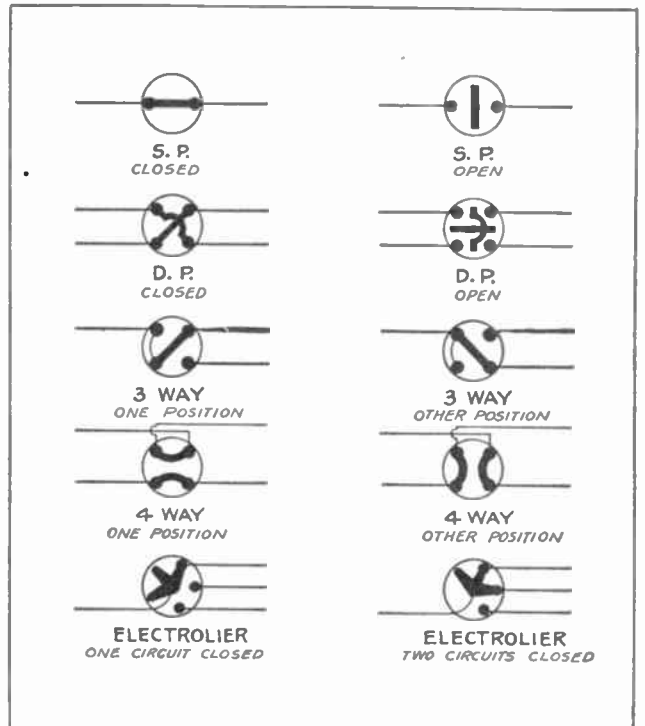 S. P.
CLOSED
S. P.
OPEN
D. P.
CLOSED
D. P.
OPEN
3 WAY
ONE POSITION
3 WAY
OTHER POSITION
4 WAY
ONE POSITION
4 WAY
OTHER POSITION
ELECTROLIER
ONE CIRCUIT CLOSED
ELECTROLIER
TWO CIRCUITS CLOSED